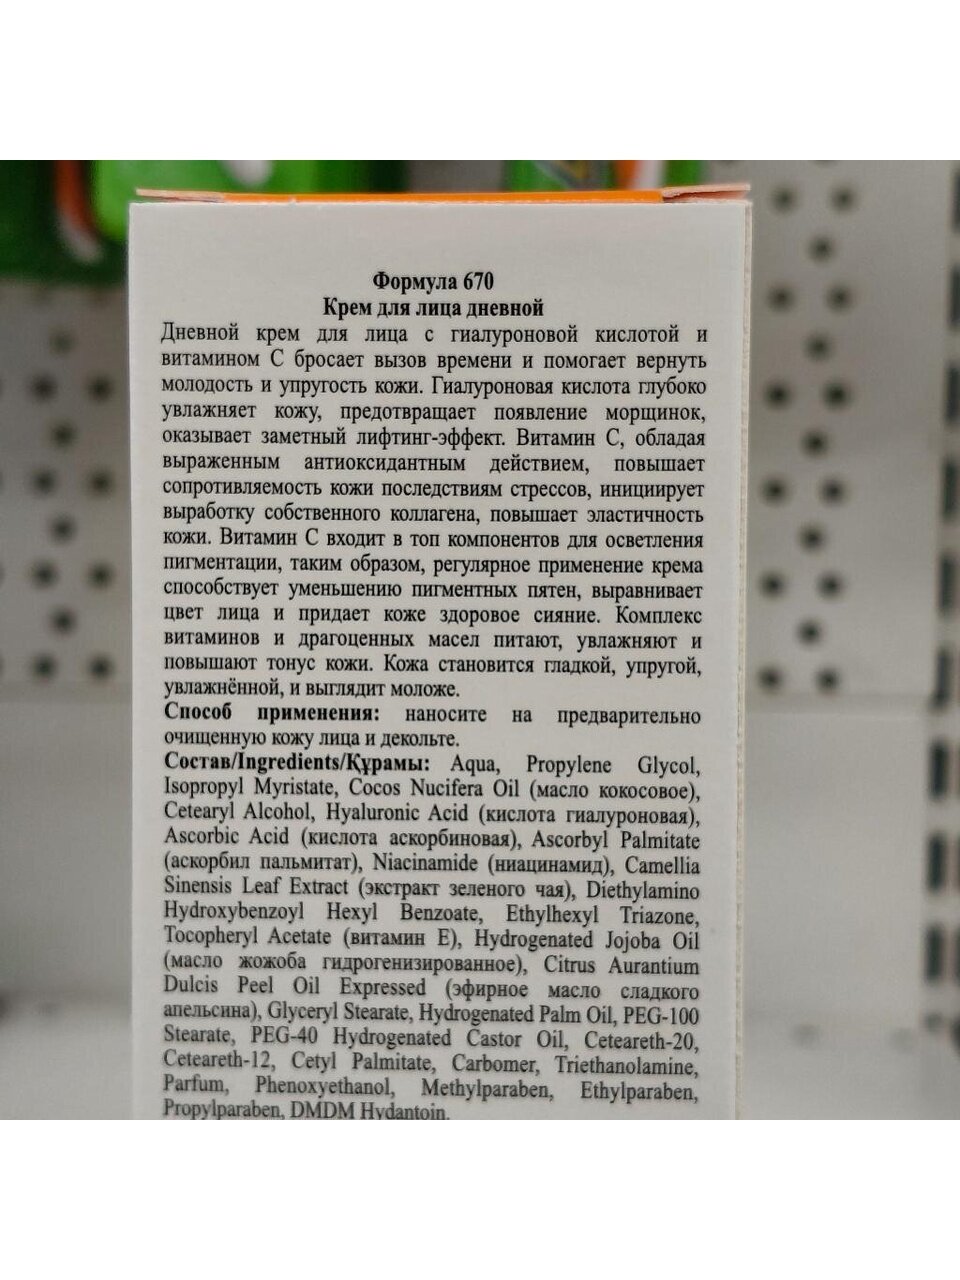 Формула 670
Крем для лица дневной
Дневной крем для лица с гиалуроновой кислотой и
витамином С бросает вызов времени и помогает вернуть
молодость и упругость кожи. Гиалуроновая кислота глубоко
увлажняет кожу, предотвращает появление морщинок,
оказывает заметный лифтинг-эффект. Витамин С, обладая
выраженным антиоксидантным действием, повышает
сопротивляемость кожи последствиям стрессов, инициирует
выработку собственного коллагена, повышает эластичность
кожи. Витамин С входит в топ компонентов для осветления
пигментации, таким образом, регулярное применение крема
способствует уменьшению пигментных пятен, выравнивает
цвет лица и придает коже здоровое сияние. Комплекс
витаминов и драгоценных масел питают, увлажняют и
повышают тонус кожи. Кожа становится гладкой, упругой,
увлажнённой, и выглядит моложе.
Способ применения: наносите на предварительно
очищенную кожу лица и декольте.
Состав/Ingredients/Құрамы: Aqua, Propylene Glycol,
Isopropyl Myristate, Cocos Nucifera Oil (масло кокосовое),
Cetearyl Alcohol, Hyaluronic Acid (кислота гиалуроновая),
Ascorbic Acid (кислота аскорбиновая), Ascorbyl Palmitate
(аскорбил пальмитат), Niacinamide (ниацинамид), Camellia
Sinensis Leaf Extract (экстракт зеленого чая), Diethylamino
Hydroxybenzoyl Hexyl Benzoate, Ethylhexyl Triazone,
Tocopheryl Acetate (витамин Е), Hydrogenated Jojoba Oil
(масло жожоба гидрогенизированное), Citrus Aurantium
Dulcis Peel Oil Expressed (эфирное масло сладкого
апельсина), Glyceryl Stearate, Hydrogenated Palm Oil, PEG-100
Stearate, PEG-40 Hydrogenated Castor Oil, Ceteareth-20,
Ceteareth-12, Cetyl Palmitate, Carbomer, Triethanolamine,
Parfum, Phenoxyethanol, Methylparaben, Ethylparaben,
Propylparaben, DMDM Hydantoin.